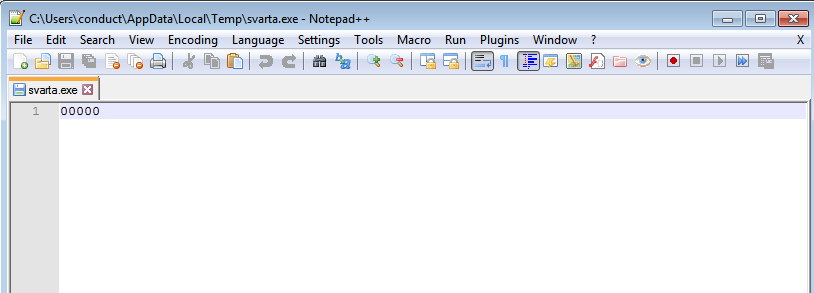 C:\Users\conduct\AppData\Local\Temp\svarta.exe - Notepad++
File Edit Search View Encoding Language Settings Tools Macro Run Plugins Window ? X
svarta.exe
1 00000